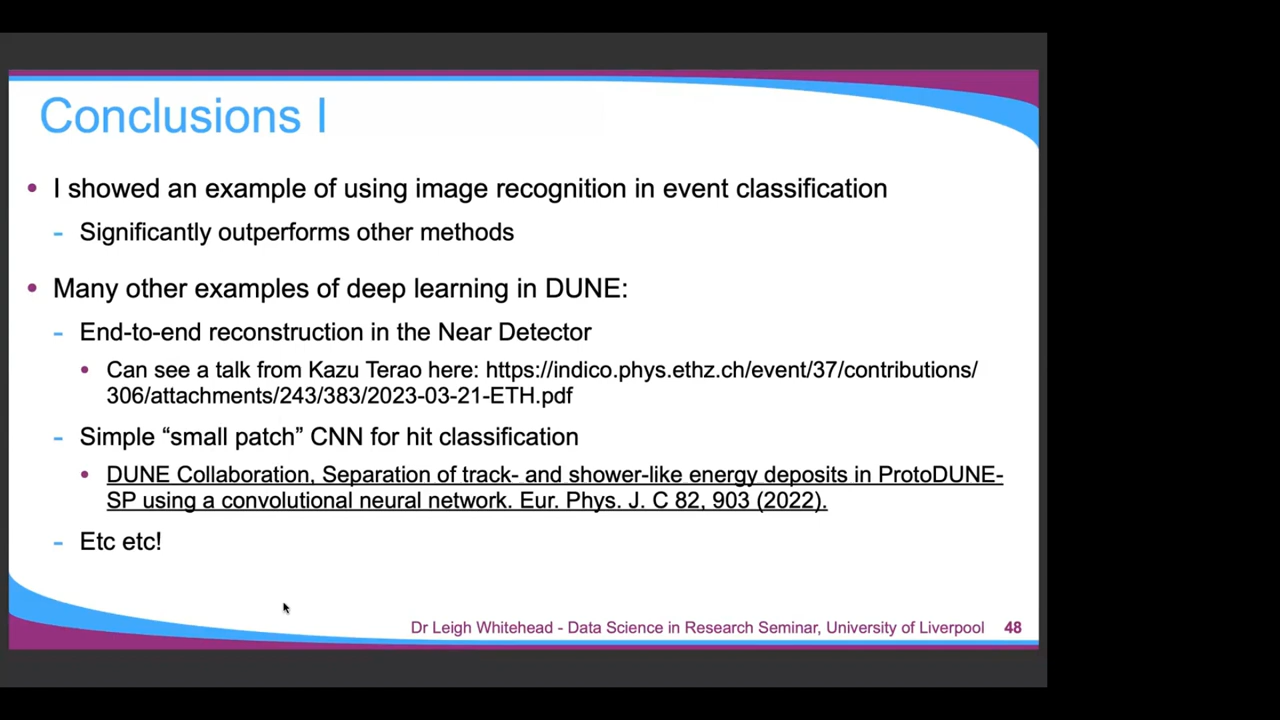 Conclusions I
• I showed an example of using image recognition in event classification
- Significantly outperforms other methods
• Many other examples of deep learning in DUNE:
- End-to-end reconstruction in the Near Detector
• Can see a talk from Kazu Terao here: https://indico.phys.ethz.ch/event/37/contributions/
306/attachments/243/383/2023-03-21-ETH.pdf
- Simple “small patch” CNN for hit classification
• DUNE Collaboration, Separation of track- and shower-like energy deposits in ProtoDUNE-
SP using a convolutional neural network. Eur. Phys. J. C 82, 903 (2022).
- Etc etc!
Dr Leigh Whitehead - Data Science in Research Seminar, University of Liverpool 48